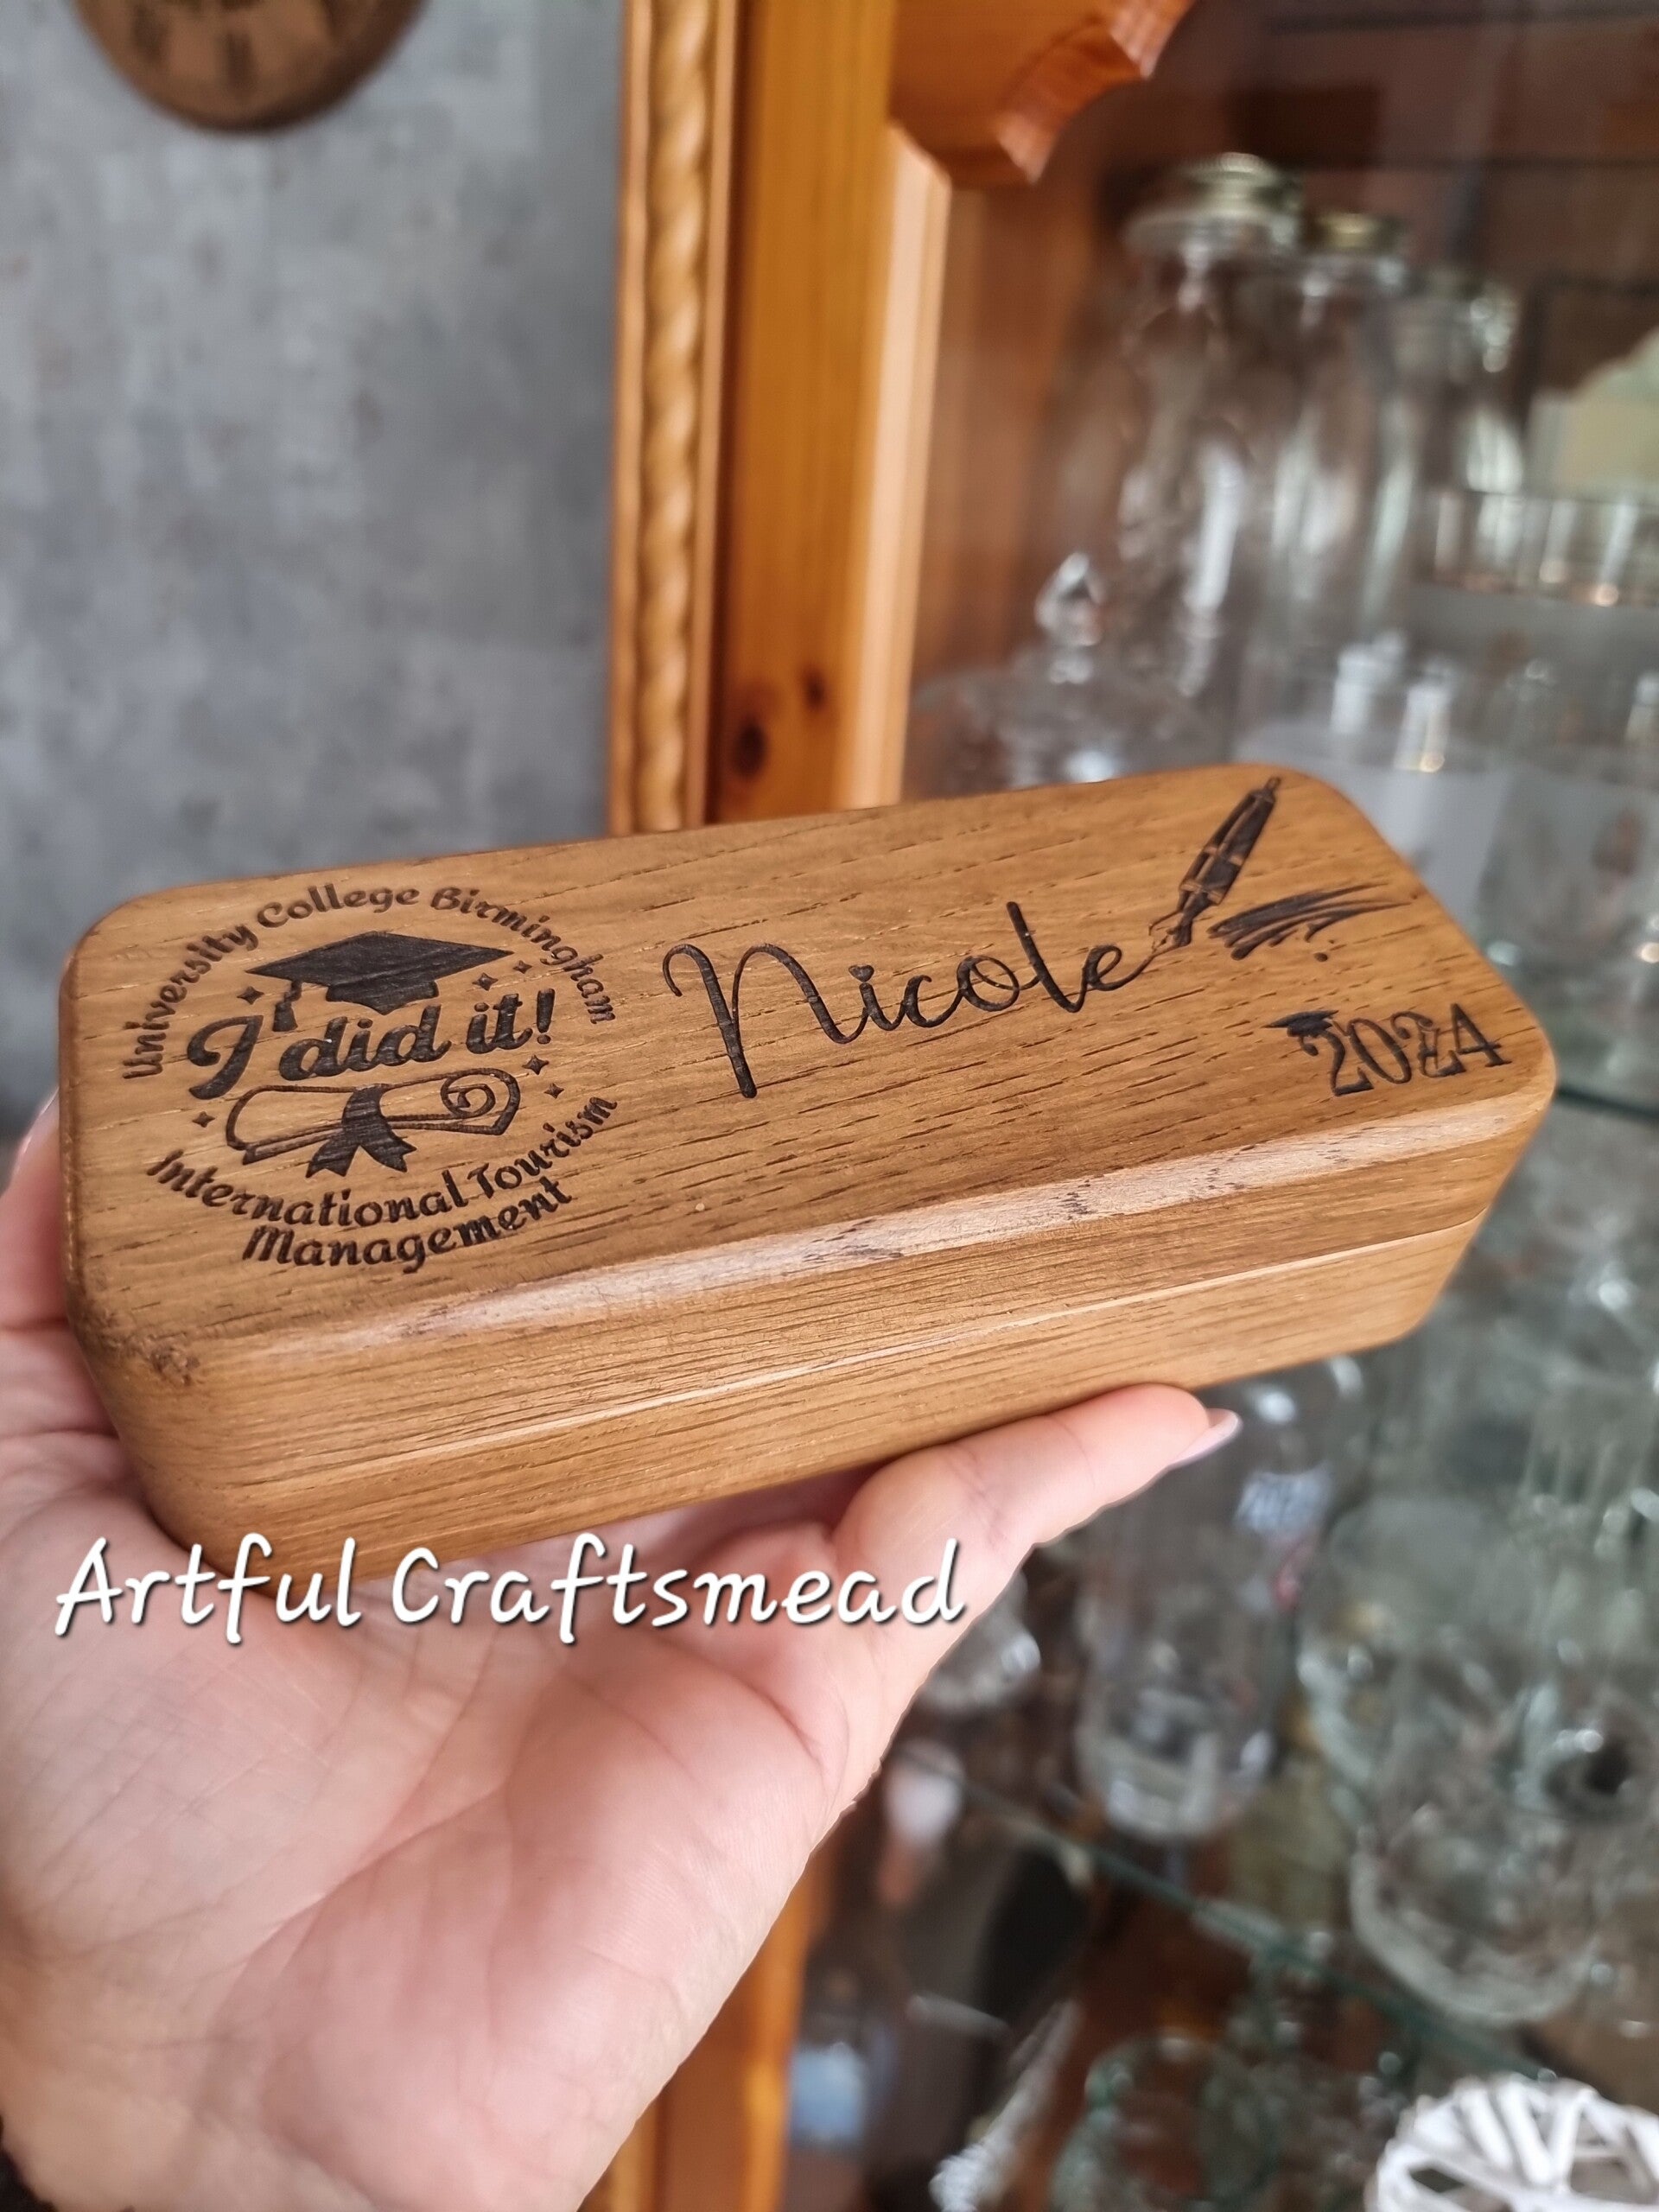 University College Birmingham
I did it!
International Tourism
Management
Nicole
2024
Artful Craftsmead